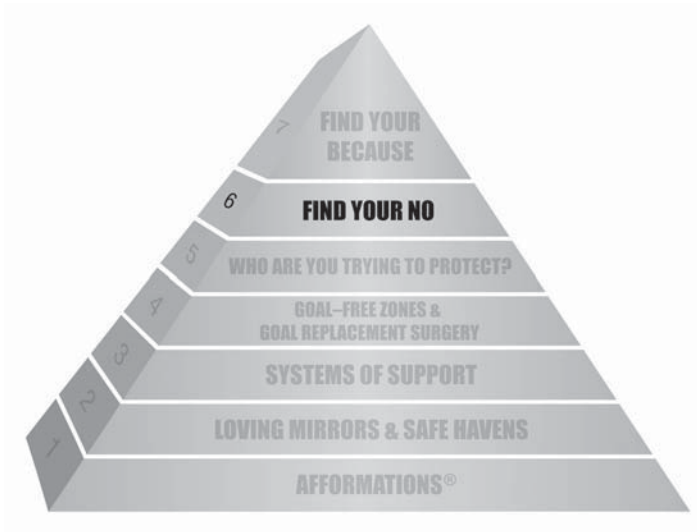 7
FIND YOUR
BECAUSE
6
FIND YOUR NO
5
WHO ARE YOU TRYING TO PROTECT?
4
GOAL–FREE ZONES &
GOAL REPLACEMENT SURGERY
3
SYSTEMS OF SUPPORT
2
LOVING MIRRORS & SAFE HAVENS
1
AFFORMATIONS®